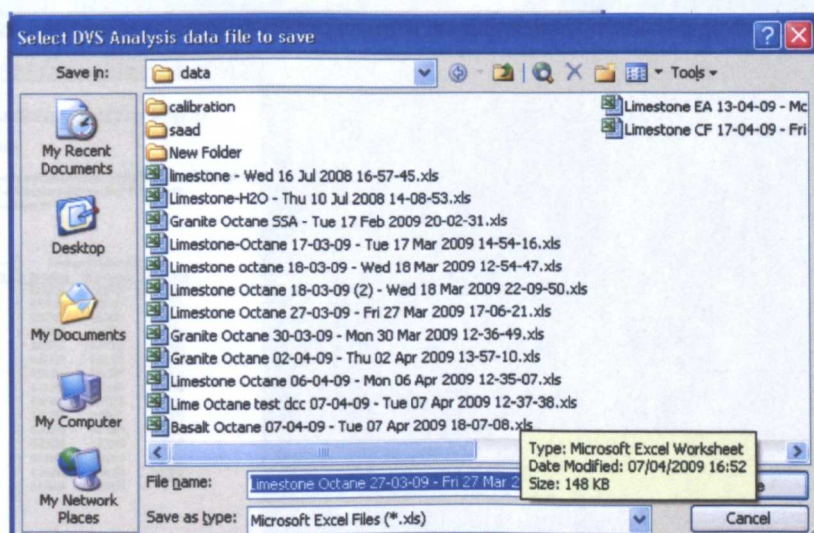 Select DVS Analysis data file to save
Save in:
data
Tools
My Recent
Documents
Desktop
My Documents
My Computer
My Network
Places
calibration
saad
New Folder
limestone - Wed 16 Jul 2008 16-57-45.xls
Limestone-H2O - Thu 10 Jul 2008 14-08-53.xls
Granite Octane SSA - Tue 17 Feb 2009 20-02-31.xls
Limestone-Octane 17-03-09 - Tue 17 Mar 2009 14-54-16.xls
Limestone octane 18-03-09 - Wed 18 Mar 2009 12-54-47.xls
Limestone Octane 18-03-09 (2) - Wed 18 Mar 2009 22-09-50.xls
Limestone Octane 27-03-09 - Fri 27 Mar 2009 17-06-21.xls
Granite Octane 30-03-09 - Mon 30 Mar 2009 12-36-49.xls
Granite Octane 02-04-09 - Thu 02 Apr 2009 13-57-10.xls
Limestone Octane 06-04-09 - Mon 06 Apr 2009 12-35-07.xls
Lime Octane test dcc 07-04-09 - Tue 07 Apr 2009 12-37-38.xls
Basalt Octane 07-04-09 - Tue 07 Apr 2009 18-07-08.xls
Limestone EA 13-04-09 - Mc
Limestone CF 17-04-09 - Fri
Type: Microsoft Excel Worksheet
Date Modified: 07/04/2009 16:52
Size: 148 KB
File name:
Limestone Octane 27-03-09 - Fri 27 Mar 2
Save as type:
Microsoft Excel Files (*.xls)
Cancel